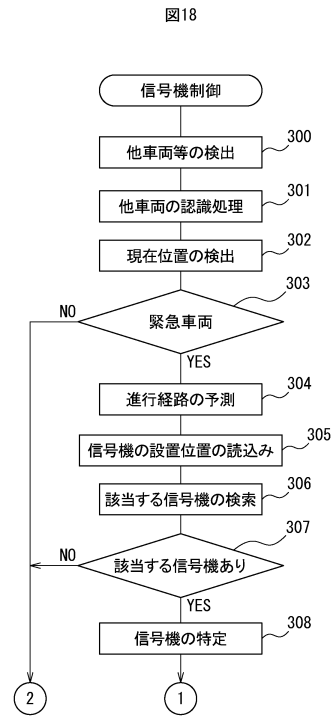 図18
信号機制御
他車両等の検出
300
他車両の認識処理
301
現在位置の検出
302
緊急車両
303
NO
YES
進行経路の予測
304
信号機の設置位置の読込み
305
該当する信号機の検索
306
該当する信号機あり
307
NO
YES
信号機の特定
308
2
1